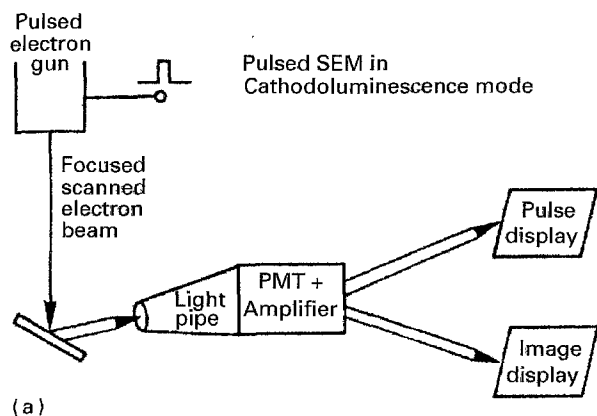 Pulsed
electron
gun
Pulsed SEM in
Cathodoluminescence mode
Focused
scanned
electron
beam
Light
pipe
PMT +
Amplifier
Pulse
display
Image
display
(a)